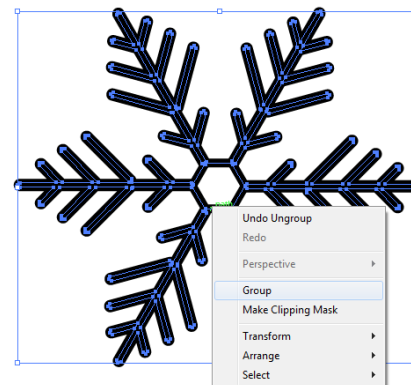 Undo Ungroup
Redo
Perspective
Group
Make Clipping Mask
Transform
Arrange
Select